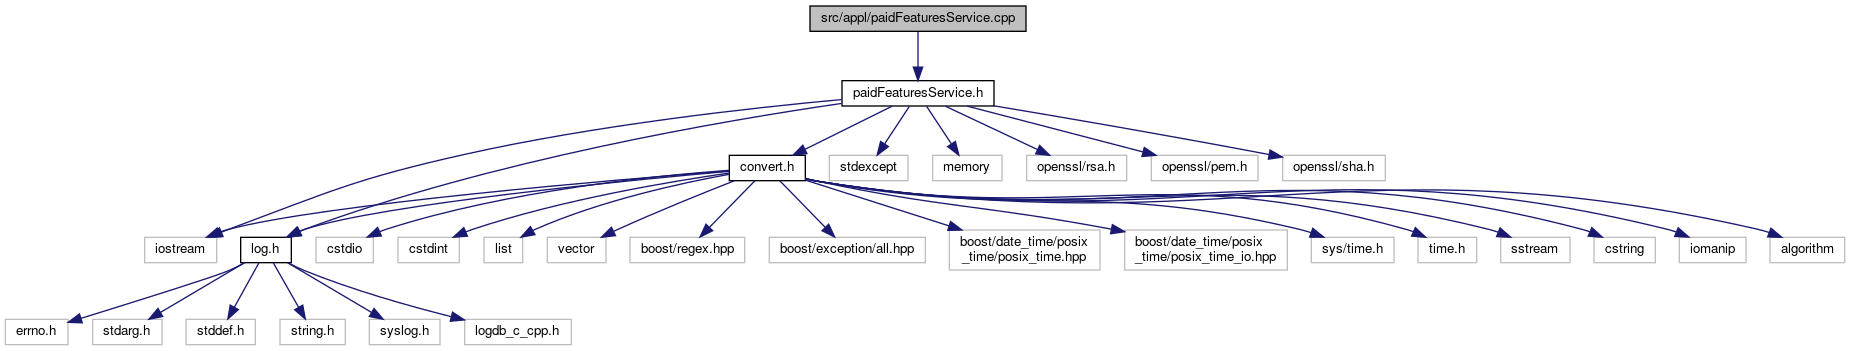 src/appl/paidFeaturesService.cpp
paidFeaturesService.h
convert.h
stdexcept
memory
openssl/rsa.h
openssl/pem.h
openssl/sha.h
iostream
log.h
cstdio
cstdint
list
vector
boost/regex.hpp
boost/exception/all.hpp
boost/date_time/posix
_time/posix_time.hpp
boost/date_time/posix
_time/posix_time_io.hpp
sys/time.h
time.h
sstream
cstring
iomanip
algorithm
errno.h
stdarg.h
stddef.h
string.h
syslog.h
logdb_c_cpp.h